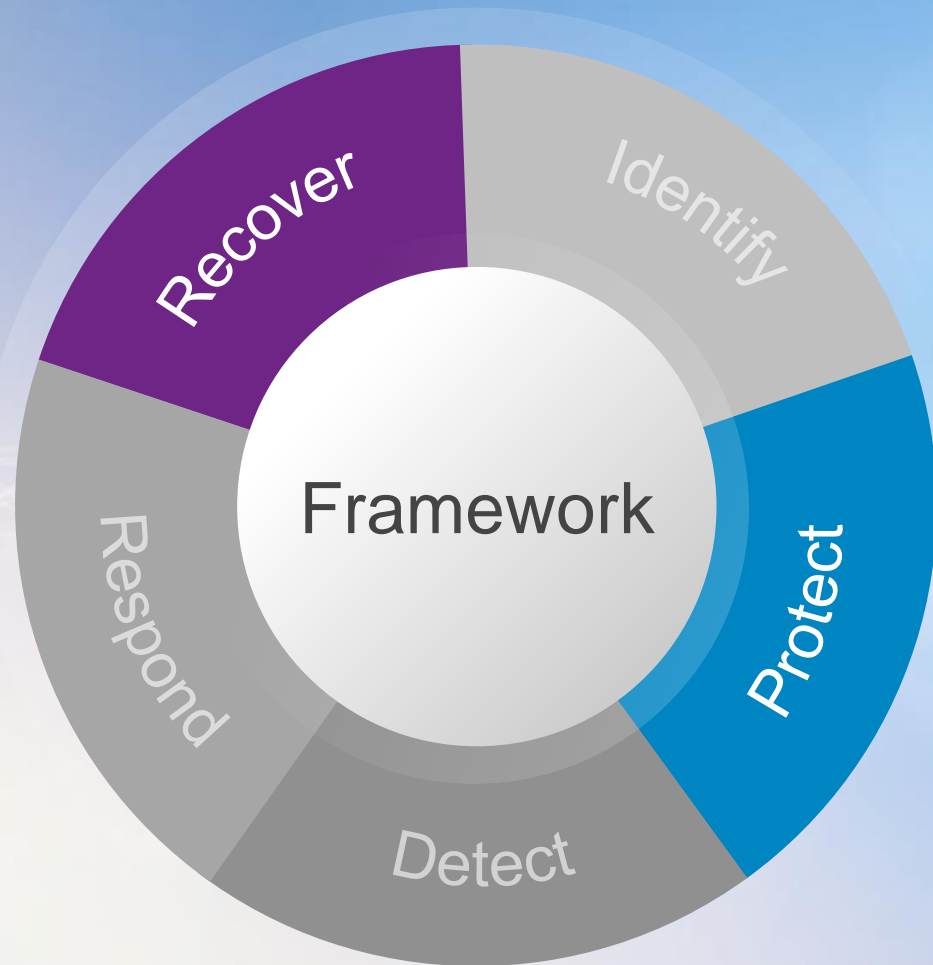 Recover
Identify
Framework
Respond
Protect
Detect